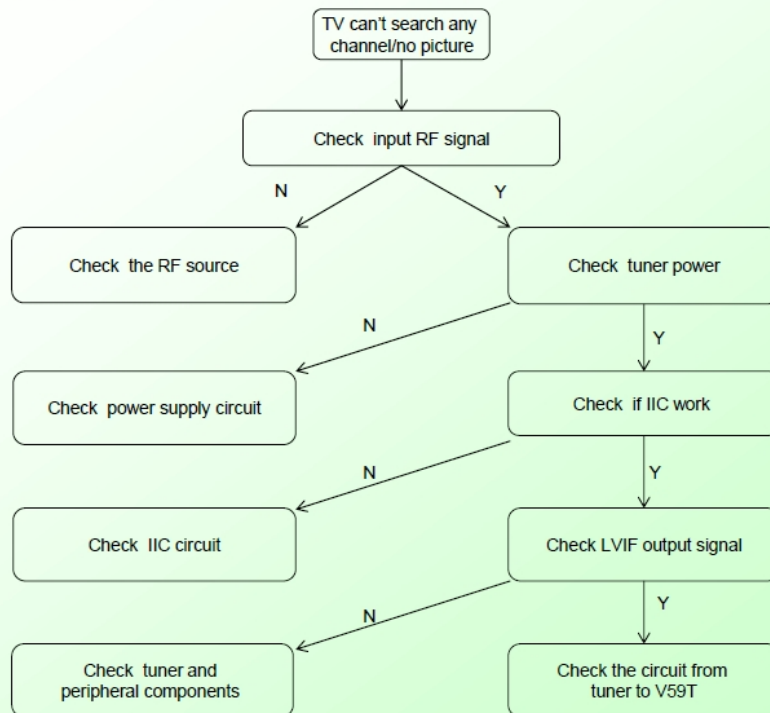 TV can't search any
channel/no picture
Check input RF signal
N
Y
Check the RF source
Check tuner power
N
Y
Check power supply circuit
Check if IIC work
N
Y
Check IIC circuit
Check LVIF output signal
N
Y
Check tuner and
peripheral components
Check the circuit from
tuner to V59T